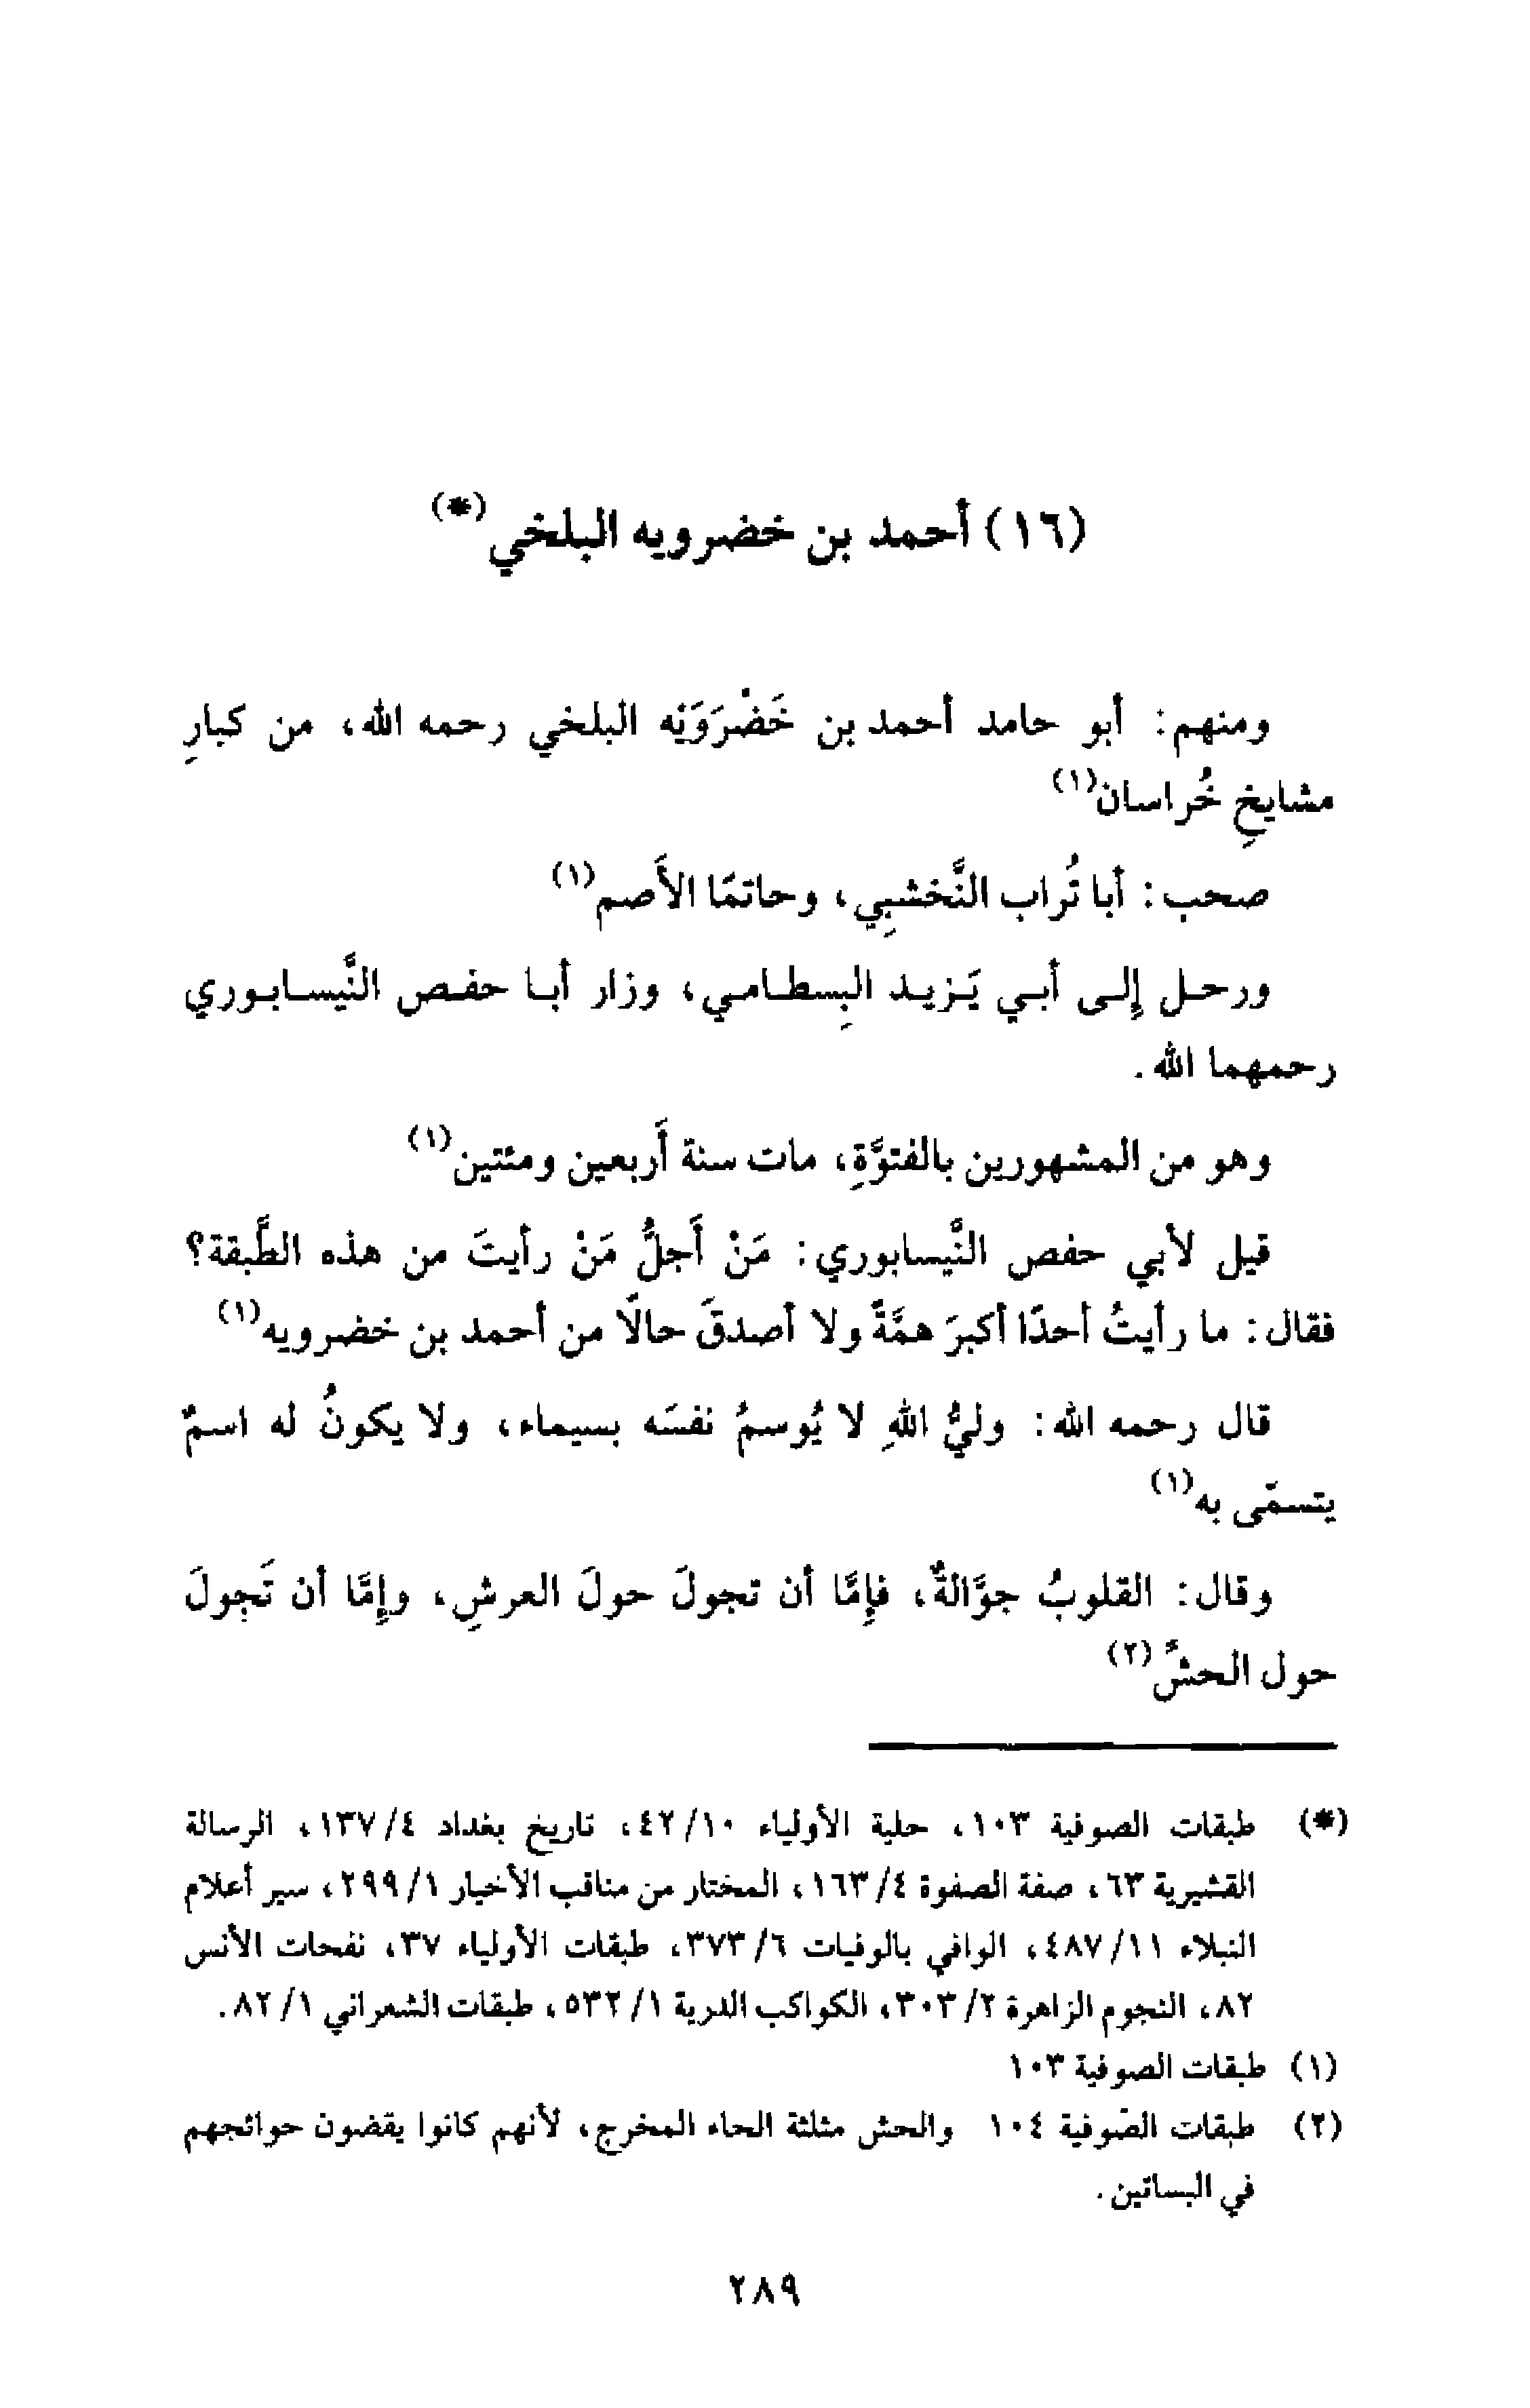 (١٦) أحمد بن خضرويه البلخي(*)
ومنهم: أبو حامد أحمد بن خَضْرَوَيْه البلخي رحمه الله، من كبارِ
مشايخِ خُراسان(١)
صحب: أبا تُراب النَّخشبِي، وحاتمًا الأَصم(١)
ورحل إلى أبي يَزيد البِسطامي، وزار أبا حفص النَّيسابوري
رحمهما الله.
وهو من المشهورين بالفتوَّةِ، مات سنة أَربعين ومئتين(١)
قيل لأبي حفص النَّيسابوري: مَنْ أَجلُّ مَنْ رأيتَ من هذه الطَّبقة؟
فقال: ما رأيتُ أحدًا أكبرَ همَّةً ولا أصدقَ حالًا من أحمد بن خضرويه(١)
قال رحمه الله: وليُّ اللهِ لا يُوسمُ نفسَه بسيماء، ولا يكونُ له اسمٌ
يتسمّى به(١)
وقال: القلوبُ جوَّالةٌ، فإِمَّا أن تجولَ حولَ العرشِ، وإِمَّا أن تَجولَ
حول الحشِّ(٢)
(*) طبقات الصوفية ١٠٣، حلية الأولياء ٤٢/١٠، تاريخ بغداد ١٣٧/٤، الرسالة
القشيرية ٦٣، صفة الصفوة ١٦٣/٤، المختار من مناقب الأخيار ٢٩٩/١، سير أعلام
النبلاء ٤٨٧/١١، الوافي بالوفيات ٣٧٣/٦، طبقات الأولياء ٣٧، نفحات الأنس
٨٢، النجوم الزاهرة ٣٠٣/٢، الكواكب الدرية ٥٣٢/١، طبقات الشعراني ٨٢/١.
(١) طبقات الصوفية ١٠٣
(٢) طبقات الصّوفية ١٠٤ والحش مثلثة الحاء المخرج، لأنهم كانوا يقضون حوائجهم
في البساتين.
٢٨٩